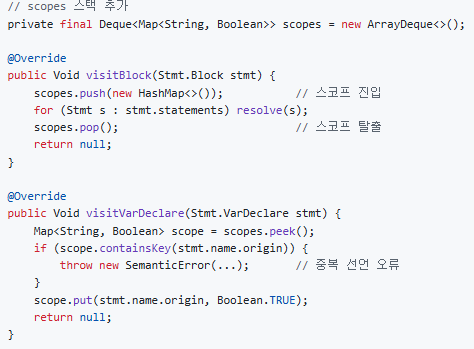 // scopes 스택 추가
private final Deque<Map<String, Boolean>> scopes = new ArrayDeque<>();
@Override
public Void visitBlock(Stmt.Block stmt) {
scopes.push(new HashMap<>()); // 스코프 진입
for (Stmt s : stmt.statements) resolve(s);
scopes.pop(); // 스코프 탈출
return null;
}
@Override
public Void visitVarDeclare(Stmt.VarDeclare stmt) {
Map<String, Boolean> scope = scopes.peek();
if (scope.containsKey(stmt.name.origin)) {
throw new SemanticError(...); // 중복 선언 오류
}
scope.put(stmt.name.origin, Boolean.TRUE);
return null;
}